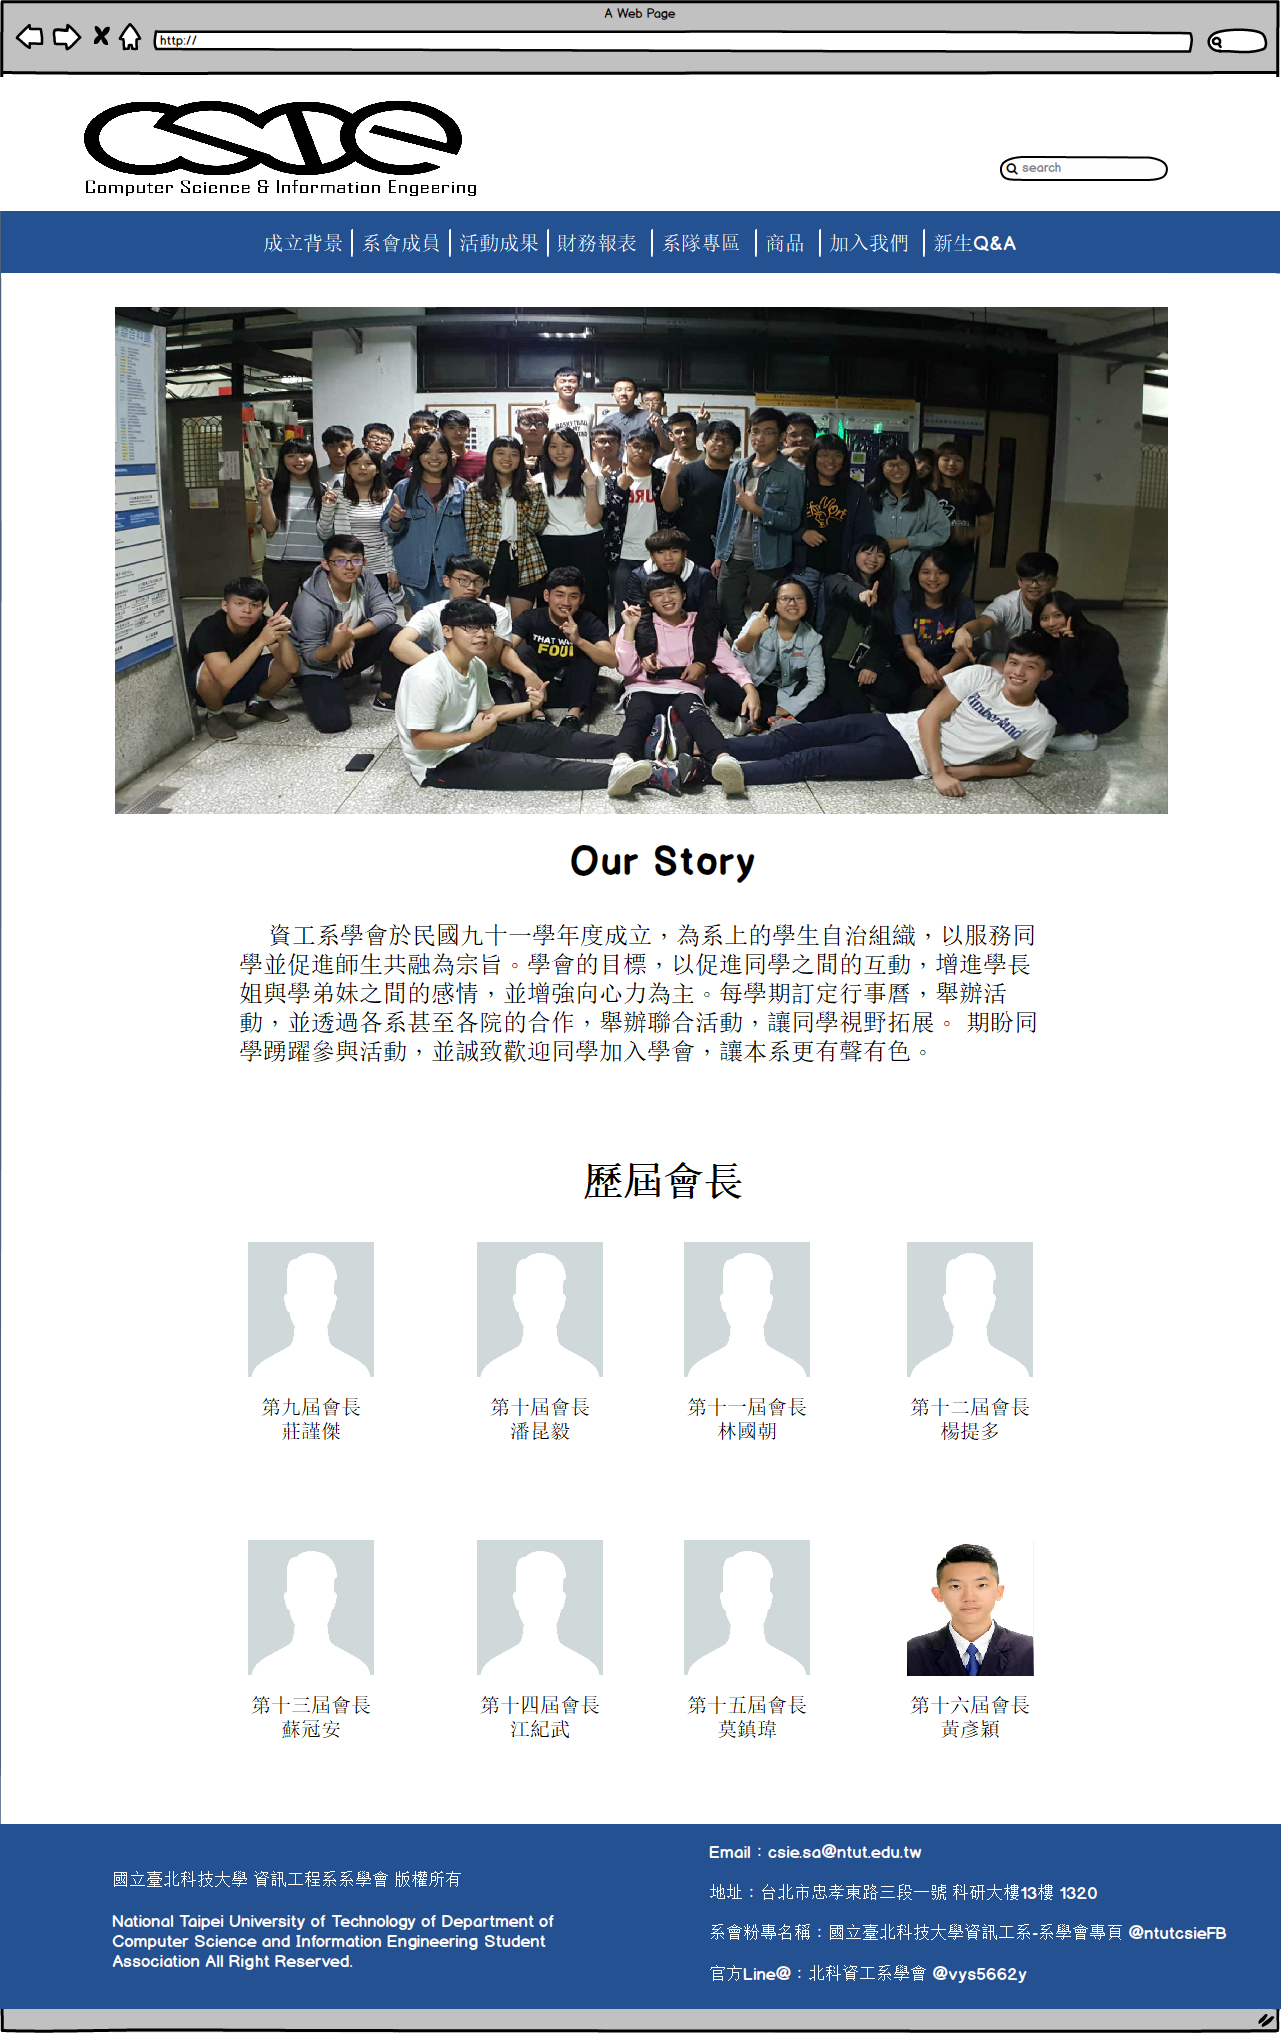 A Web Page
http://
CSIE
Computer Science & Information Engeering
search
成立背景 系會成員 活動成果 財務報表 系隊專區 商品 加入我們 新生Q&A
THAT WAS
Timberland
Our Story
資工系學會於民國九十一學年度成立，為系上的學生自治組織，以服務同
學並促進師生共融為宗旨。學會的目標，以促進同學之間的互動，增進學長
姐與學弟妹之間的感情，並增強向心力為主。每學期訂定行事曆，舉辦活
動，並透過各系甚至各院的合作，舉辦聯合活動，讓同學視野拓展。 期盼同
學踴躍參與活動，並誠致歡迎同學加入學會，讓本系更有聲有色。
歷屆會長
第九屆會長 第十屆會長 第十一屆會長 第十二屆會長
莊謹傑 潘昆毅 林國朝 楊提多
第十三屆會長 第十四屆會長 第十五屆會長 第十六屆會長
蘇冠安 江紀武 莫鎮瑋 黃彥穎
國立臺北科技大學 資訊工程系系學會 版權所有
National Taipei University of Technology of Department of
Computer Science and Information Engineering Student
Association All Right Reserved.
Email：csie.sa@ntut.edu.tw
地址：台北市忠孝東路三段一號 科研大樓13樓 1320
系會粉專名稱：國立臺北科技大學資訊工系-系學會專頁 @ntutcsieFB
官方Line@：北科資工系學會 @vys5662y